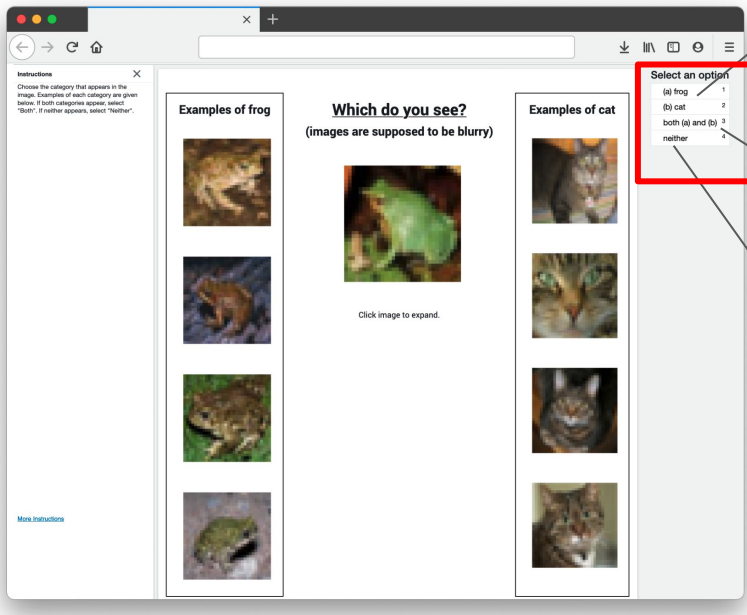 Instructions
Choose the category that appears in the
image. Examples of each category are given
below. If both categories appear, select
"Both". If neither appears, select "Neither".
More Instructions
Examples of frog
Which do you see?
(images are supposed to be blurry)
Click image to expand.
Examples of cat
Select an option
(a) frog 1
(b) cat 2
both (a) and (b) 3
neither 4